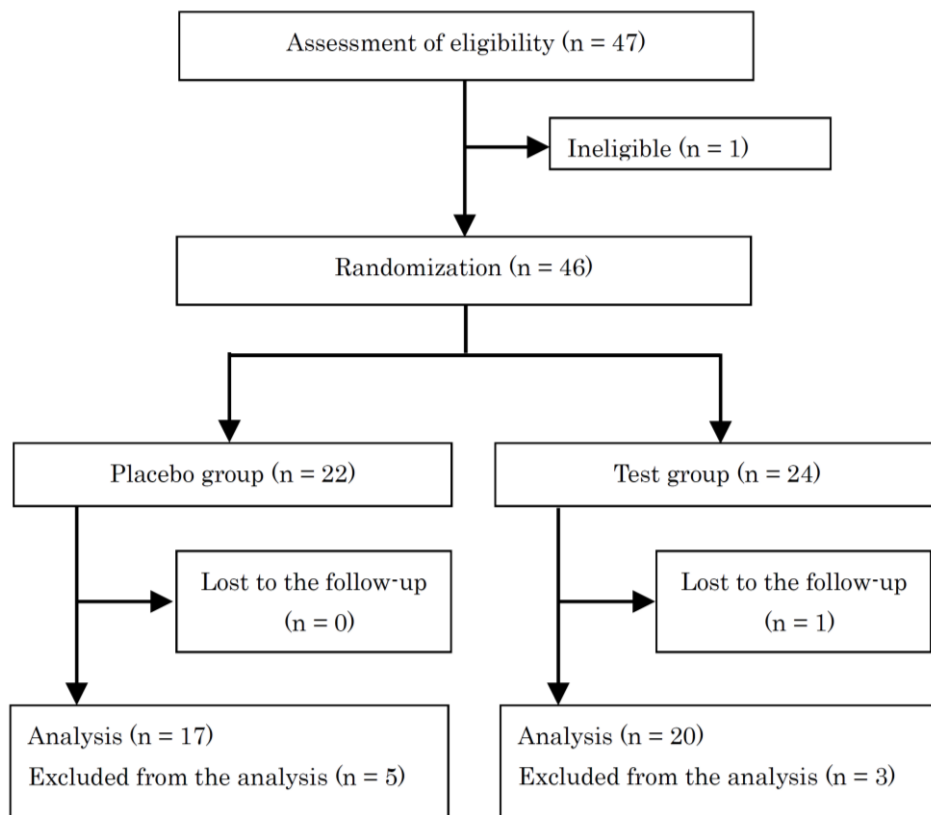 Assessment of eligibility (n = 47)
Ineligible (n = 1)
Randomization (n = 46)
Placebo group (n = 22)
Test group (n = 24)
Lost to the follow-up
(n = 0)
Lost to the follow-up
(n = 1)
Analysis (n = 17)
Excluded from the analysis (n = 5)
Analysis (n = 20)
Excluded from the analysis (n = 3)